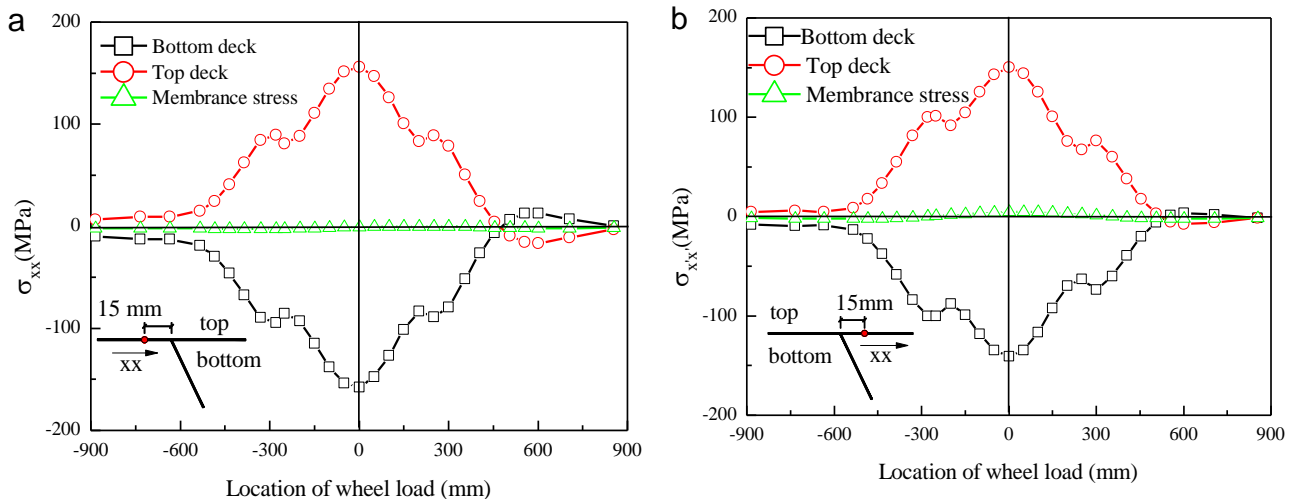 a
200
100
0
-100
-200
σxx(MPa)
Bottom deck
Top deck
Membrance stress
15 mm
top
bottom
xx
-900 -600 -300 0 300 600 900
Location of wheel load (mm)
b
200
100
0
-100
-200
σx'x'(MPa)
Bottom deck
Top deck
Membrance stress
15mm
top
bottom
xx
-900 -600 -300 0 300 600 900
Location of wheel load (mm)